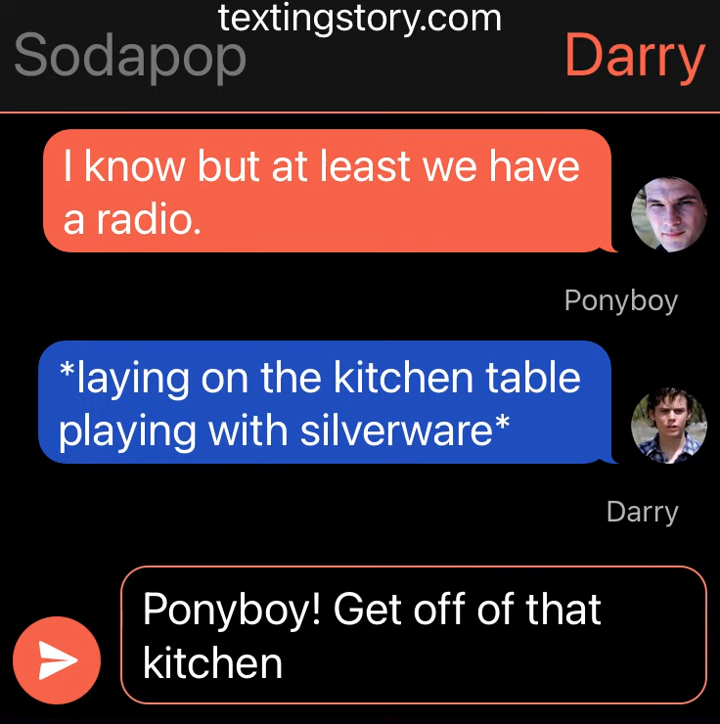 textingstory.com
Sodapop Darry
I know but at least we have
a radio.
Ponyboy
*laying on the kitchen table
playing with silverware*
Darry
Ponyboy! Get off of that
kitchen